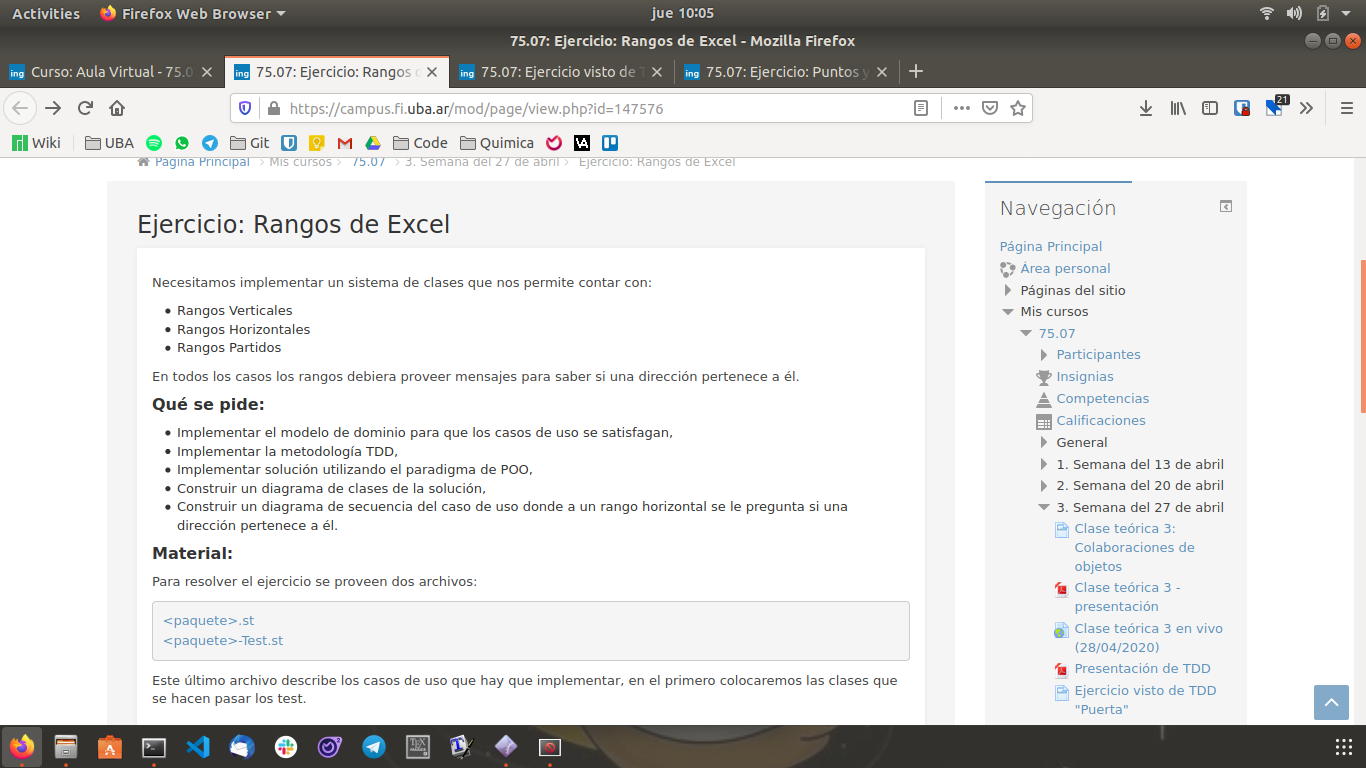 Activities
Firefox Web Browser
jue 10:05
75.07: Ejercicio: Rangos de Excel - Mozilla Firefox
ing Curso: Aula Virtual - 75.0
ing 75.07: Ejercicio: Rangos d
ing 75.07: Ejercicio visto de T
ing 75.07: Ejercicio: Puntos y
https://campus.fi.uba.ar/mod/page/view.php?id=147576
21
Wiki
UBA
Git
Code
Quimica
Página Principal
Mis cursos
75.07
3. Semana del 27 de abril
Ejercicio: Rangos de Excel
Ejercicio: Rangos de Excel
Necesitamos implementar un sistema de clases que nos permite contar con:
Rangos Verticales
Rangos Horizontales
Rangos Partidos
En todos los casos los rangos debiera proveer mensajes para saber si una dirección pertenece a él.
Qué se pide:
Implementar el modelo de dominio para que los casos de uso se satisfagan,
Implementar la metodología TDD,
Implementar solución utilizando el paradigma de POO,
Construir un diagrama de clases de la solución,
Construir un diagrama de secuencia del caso de uso donde a un rango horizontal se le pregunta si una
dirección pertenece a él.
Material:
Para resolver el ejercicio se proveen dos archivos:
<paquete>.st
<paquete>-Test.st
Este último archivo describe los casos de uso que hay que implementar, en el primero colocaremos las clases que
se hacen pasar los test.
Navegación
Página Principal
Área personal
Páginas del sitio
Mis cursos
75.07
Participantes
Insignias
Competencias
Calificaciones
General
1. Semana del 13 de abril
2. Semana del 20 de abril
3. Semana del 27 de abril
Clase teórica 3:
Colaboraciones de
objetos
Clase teórica 3 -
presentación
Clase teórica 3 en vivo
(28/04/2020)
Presentación de TDD
Ejercicio visto de TDD
"Puerta"